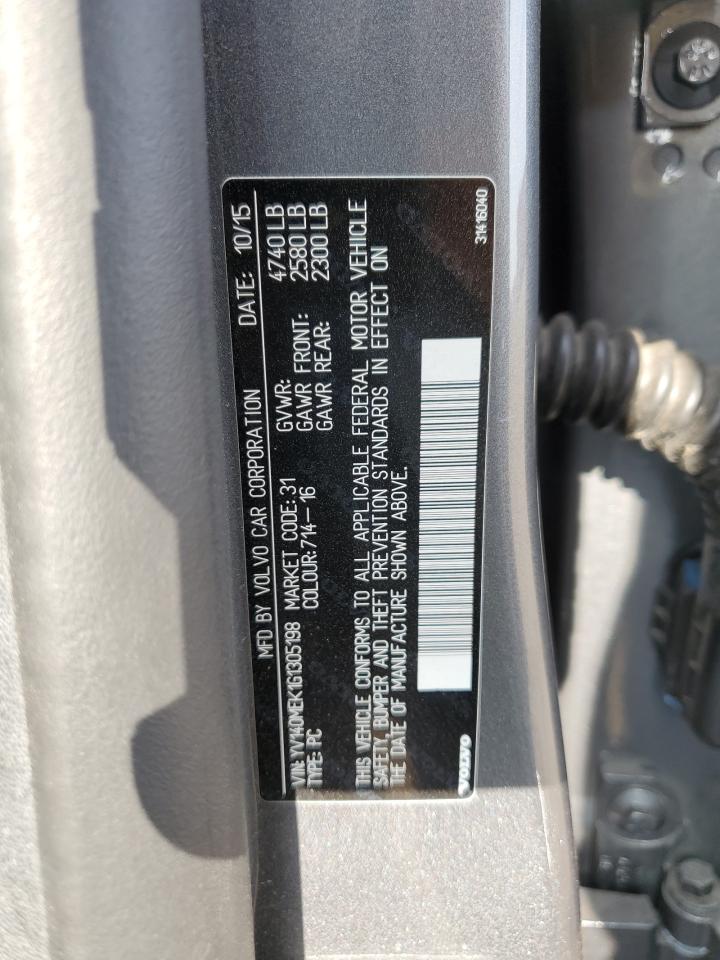 MFD BY VOLVO CAR CORPORATION DATE: 10/15
VIN: YV140MEK1G1305198 MARKET CODE: 31 GVWR: 4740 LB
TYPE: PC COLOUR: 714-16 GAWR FRONT: 2580 LB
GAWR REAR: 2300 LB
THIS VEHICLE CONFORMS TO ALL APPLICABLE FEDERAL MOTOR VEHICLE
SAFETY, BUMPER AND THEFT PREVENTION STANDARDS IN EFFECT ON
THE DATE OF MANUFACTURE SHOWN ABOVE.
VOLVO 31416040